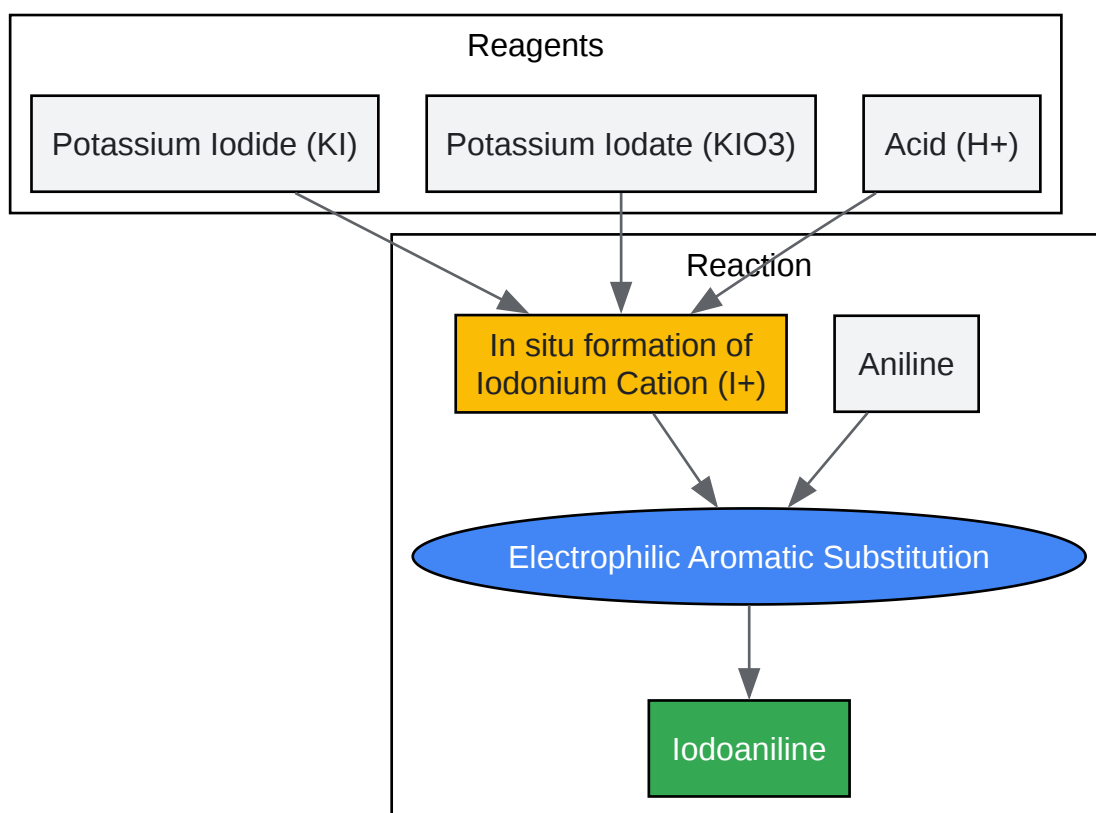 Reagents
Potassium Iodide (KI)
Potassium Iodate (KIO3)
Acid (H+)
Reaction
In situ formation of
Iodonium Cation (I+)
Aniline
Electrophilic Aromatic Substitution
Iodoaniline